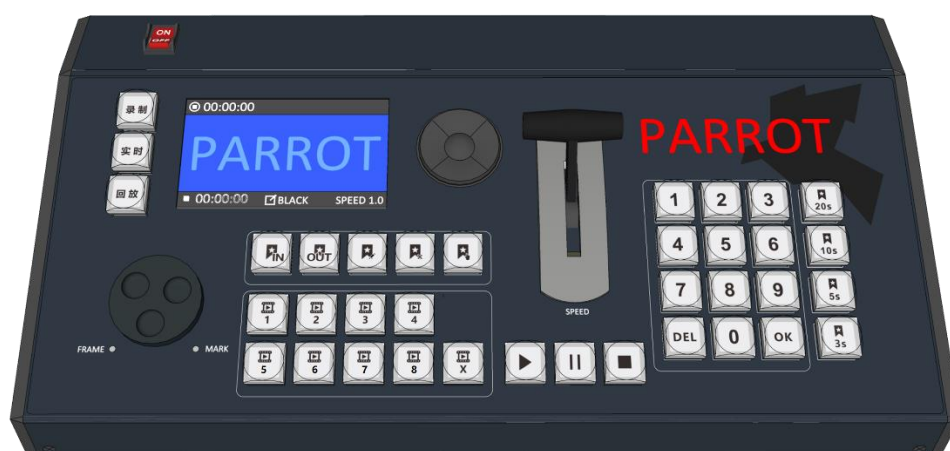 ON
OFF
录制
实时
回放
00:00:00
PARROT
00:00:00 BLACK SPEED 1.0
PARROT
IN
OUT
1 2 3 4
5 6 7 8 X
FRAME MARK
SPEED
1 2 3 20s
4 5 6 10s
7 8 9 5s
DEL 0 OK 3s